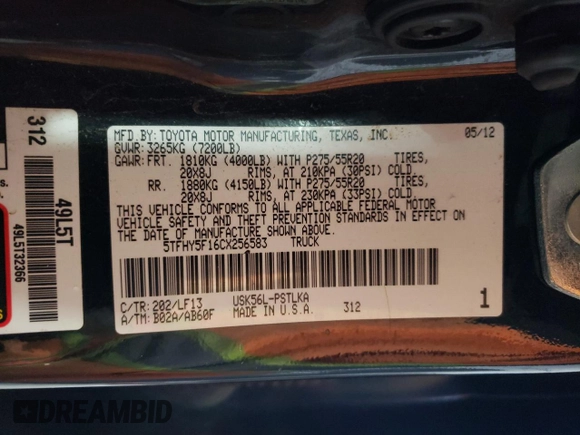 MFD.BY:TOYOTA MOTOR MANUFACTURING, TEXAS, INC. 05/12
GVWR:3265KG (7200LB)
GAWR:FRT. 1810KG (4000LB) WITH P275/55R20 TIRES,
20X8J RIMS, AT 210KPA (30PSI) COLD
RR. 1880KG (4150LB) WITH P275/55R20 TIRES,
20X8J RIMS, AT 230KPA (33PSI) COLD.
THIS VEHICLE CONFORMS TO ALL APPLICABLE FEDERAL MOTOR
VEHICLE SAFETY AND THEFT PREVENTION STANDARDS IN EFFECT ON
THE DATE OF MANUFACTURE SHOWN ABOVE.
5TFHY5F16CX256583 TRUCK
C/TR:202/LF13 USK56L-PSTLKA
A/TM:B02A/AB60F MADE IN U.S.A. 312 1
312
49L5T
49L5T32366
DREAMBID